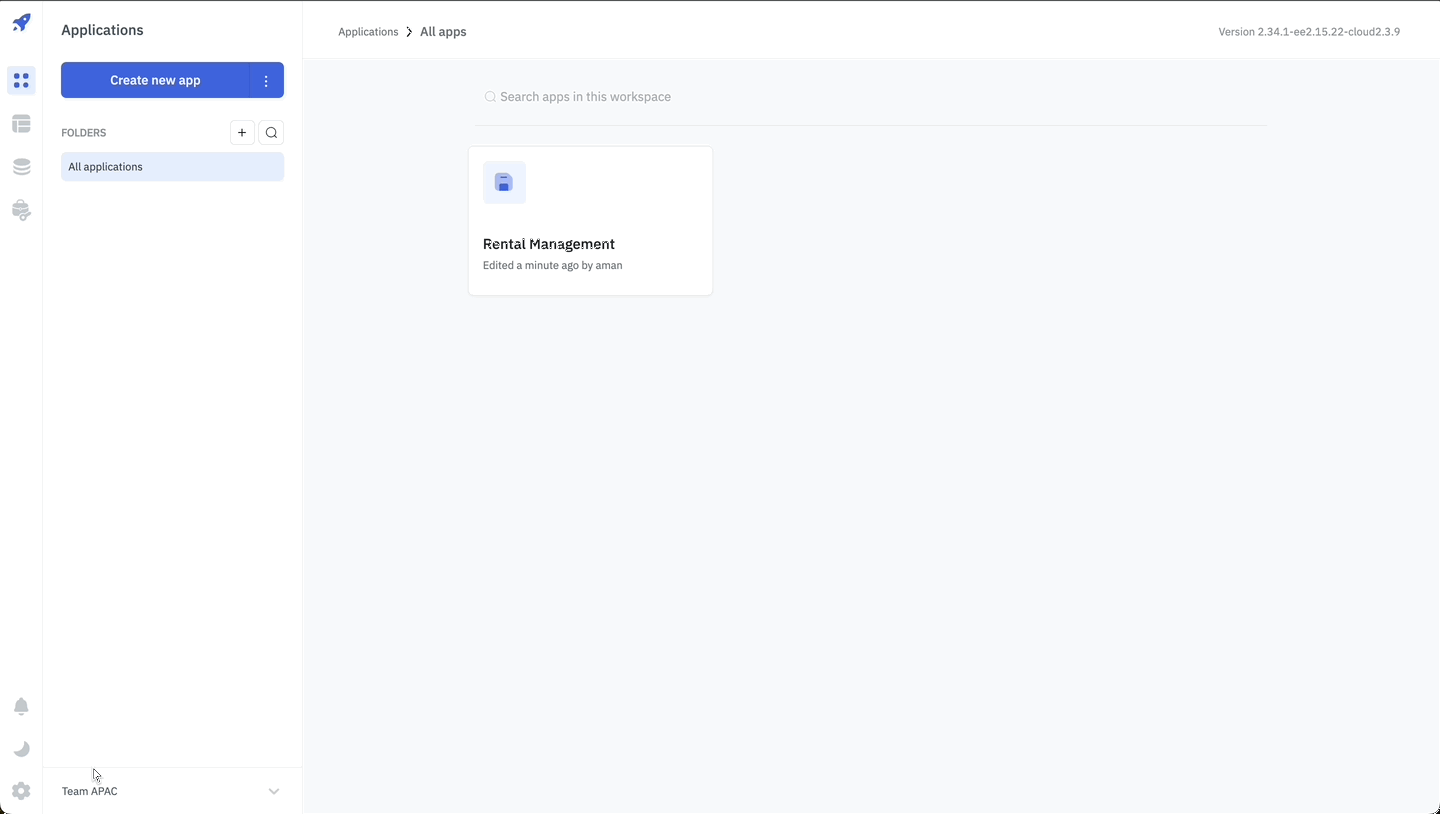 Applications
Create new app
FOLDERS
All applications
Team APAC
Applications > All apps
Version 2.34.1-ee2.15.22-cloud2.3.9
Search apps in this workspace
Rental Management
Edited a minute ago by aman